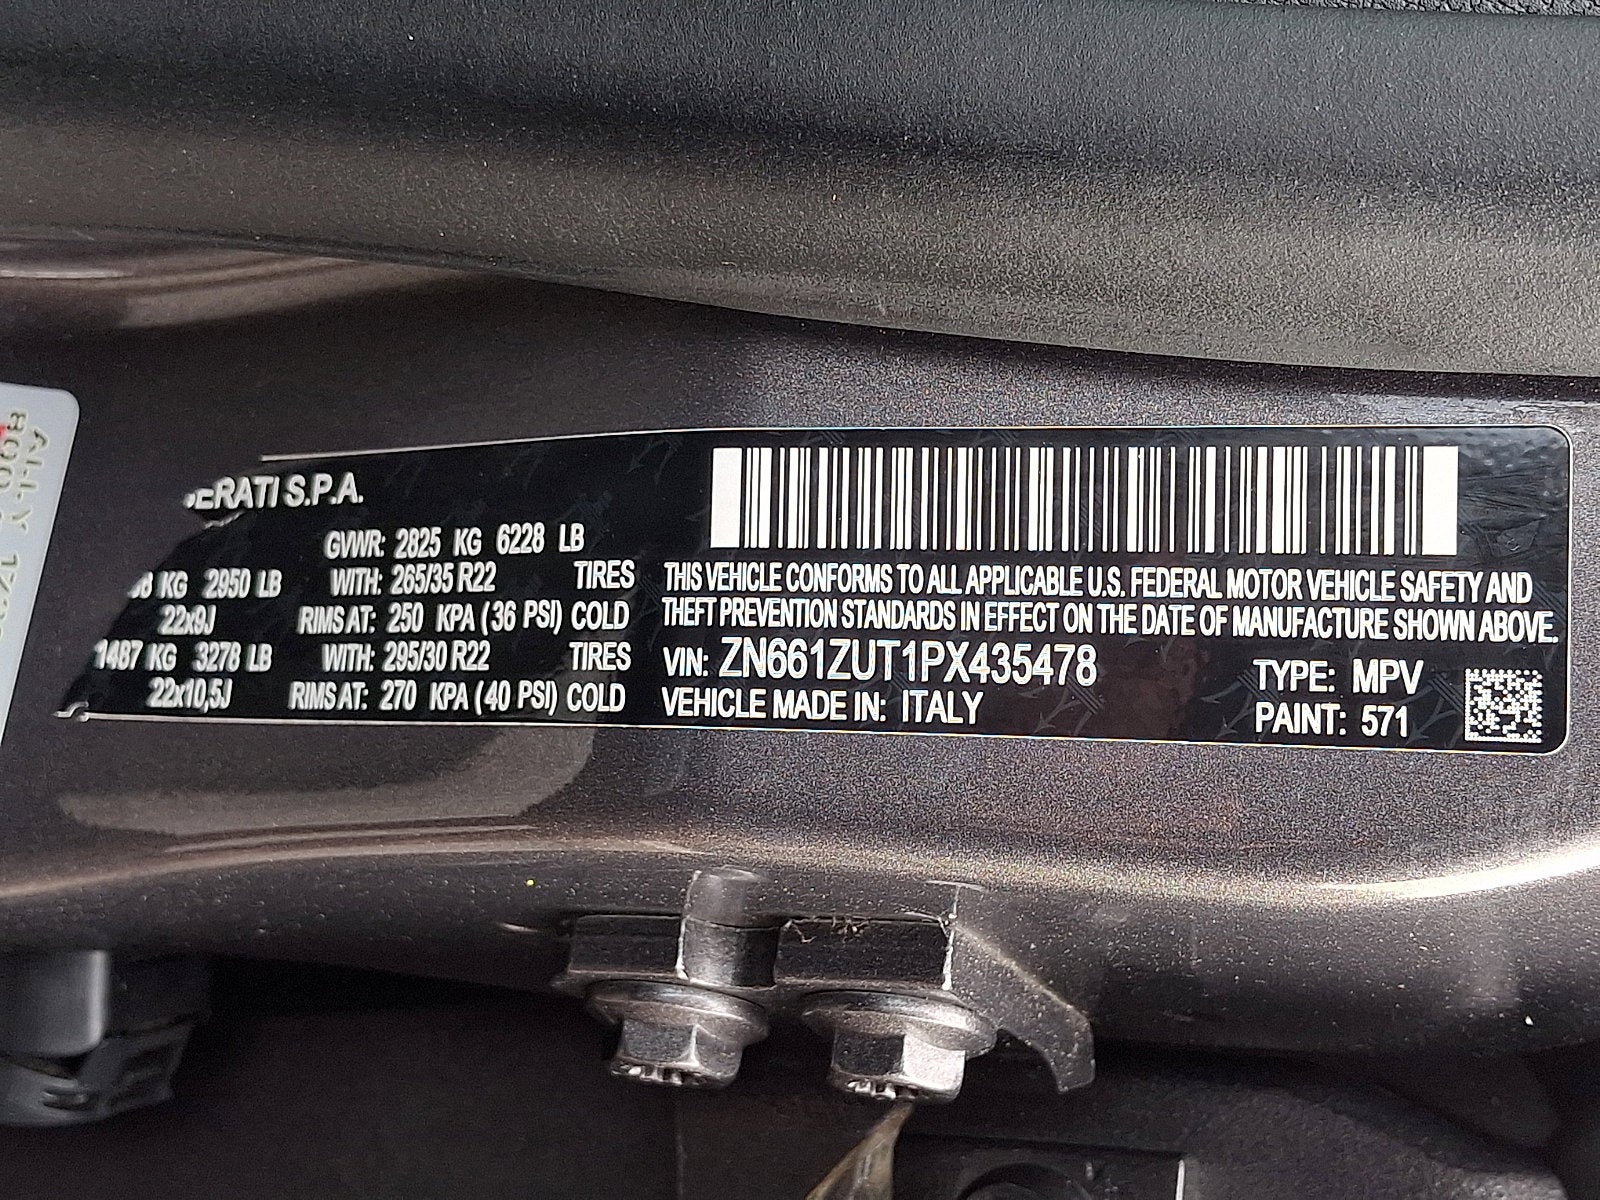 ERATI S.P.A.
GVWR: 2825 KG 6228 LB
8 KG 2950 LB WITH: 265/35 R22 TIRES
22x9J RIMS AT: 250 KPA (36 PSI) COLD
1487 KG 3278 LB WITH: 295/30 R22 TIRES
22x10,5J RIMS AT: 270 KPA (40 PSI) COLD
THIS VEHICLE CONFORMS TO ALL APPLICABLE U.S. FEDERAL MOTOR VEHICLE SAFETY AND
THEFT PREVENTION STANDARDS IN EFFECT ON THE DATE OF MANUFACTURE SHOWN ABOVE.
VIN: ZN661ZUT1PX435478
VEHICLE MADE IN: ITALY
TYPE: MPV
PAINT: 571